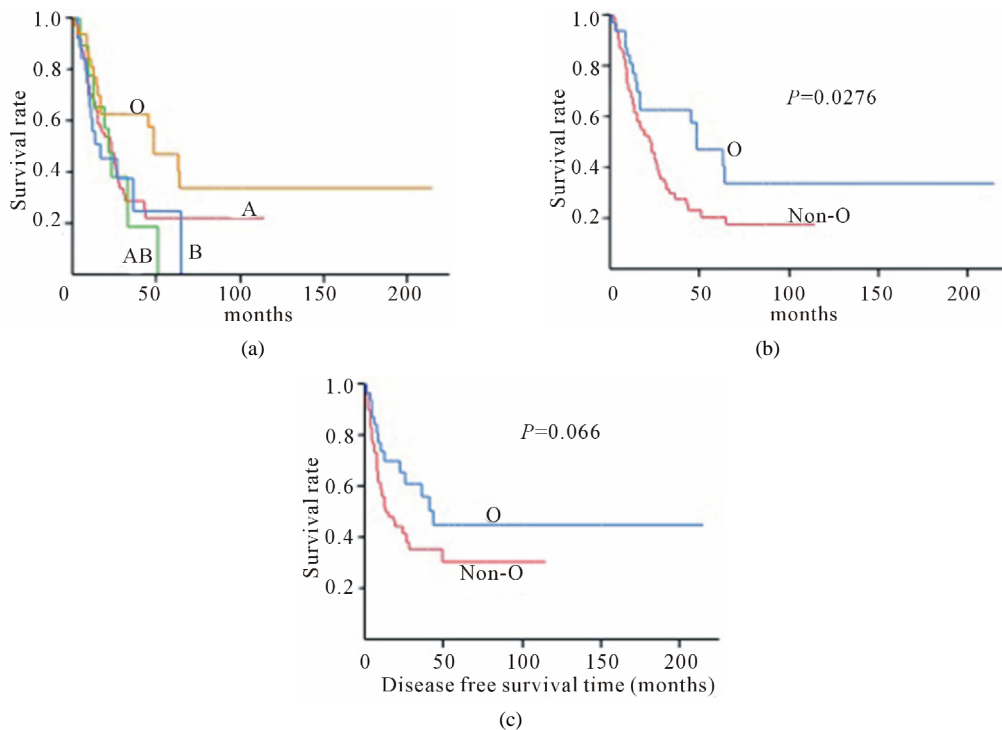 1.0
0.8
0.6
0.4
0.2
Survival rate
O
A
AB
B
0 50 100 150 200
months
(a)
1.0
0.8
0.6
0.4
0.2
Survival rate
P=0.0276
O
Non-O
0 50 100 150 200
months
(b)
1.0
0.8
0.6
0.4
0.2
Survival rate
P=0.066
O
Non-O
0 50 100 150 200
Disease free survival time (months)
(c)